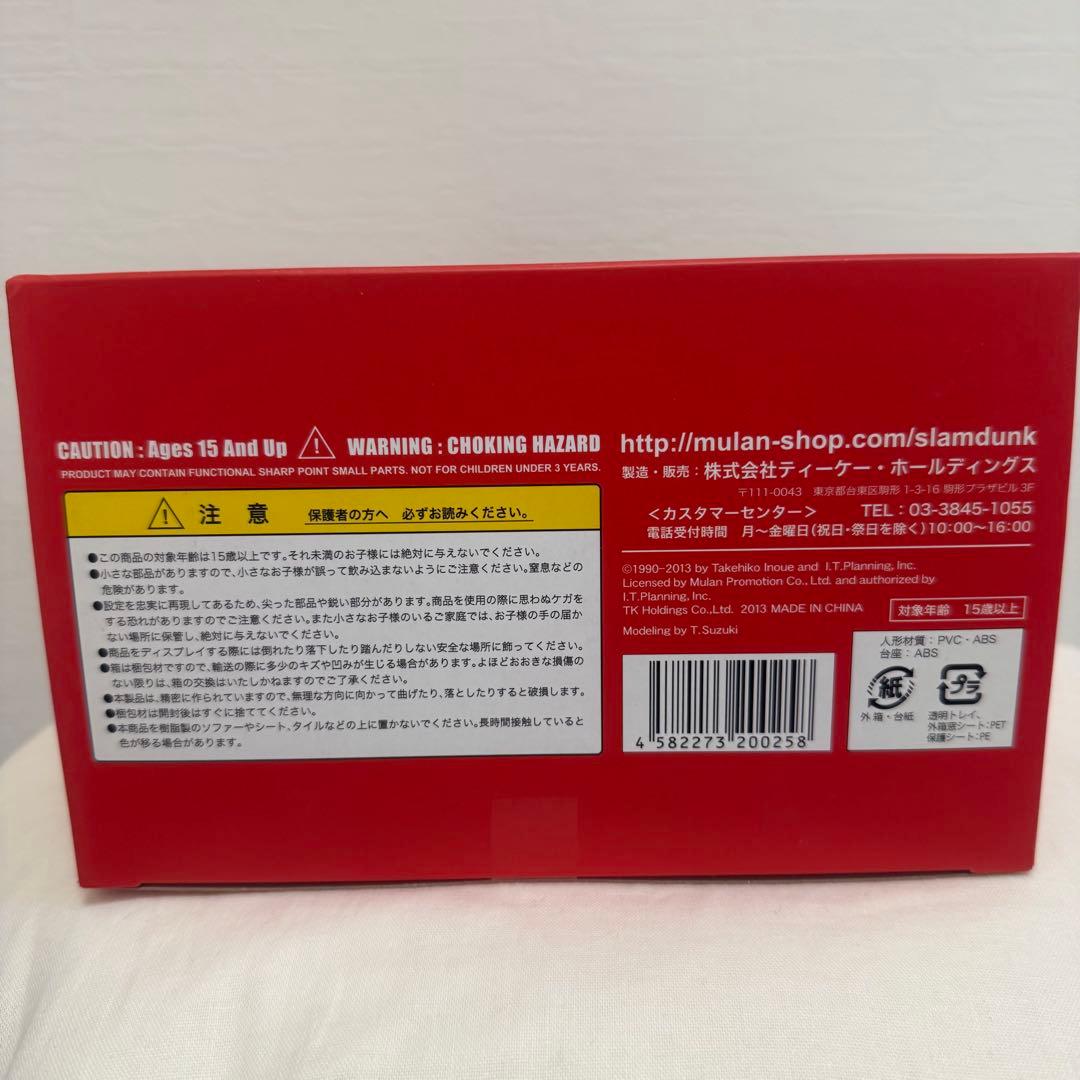 CAUTION : Ages 15 And Up WARNING : CHOKING HAZARD
PRODUCT MAY CONTAIN FUNCTIONAL SHARP POINT SMALL PARTS. NOT FOR CHILDREN UNDER 3 YEARS.
注 意 保護者の方へ 必ずお読みください。
●この商品の対象年齢は15歳以上です。それ未満のお子様には絶対に与えないでください。
●小さな部品がありますので、小さなお子様が誤って飲み込まないようにご注意ください。窒息などの
危険があります。
●設定を忠実に再現してあるため、尖った部品や鋭い部分があります。商品を使用の際に思わぬケガを
する恐れがありますのでご注意ください。また小さなお子様のいるご家庭では、お子様の手の届か
ない場所に保管し、絶対に与えないでください。
●商品をディスプレイする際には倒れたり落下したり踏んだりしない安全な場所に飾ってください。
●箱は梱包材ですので、輸送の際に多少のキズや凹みが生じる場合があります。よほどおおきな損傷の
ない限りは、箱の交換はいたしかねますのでご了承ください。
●本製品は、精密に作られていますので、無理な方向に向かって曲げたり、落としたりすると破損します。
●梱包材は開封後はすぐに捨ててください。
●本商品を樹脂製のソファーやシート、タイルなどの上に置かないでください。長時間接触していると
色が移る場合があります。
http://mulan-shop.com/slamdunk
製造・販売：株式会社ティーケー・ホールディングス
〒111-0043 東京都台東区駒形 1-3-16 駒形プラザビル 3F
＜カスタマーセンター＞ TEL：03-3845-1055
電話受付時間 月～金曜日(祝日・祭日を除く)10:00～16:00
©1990-2013 by Takehiko Inoue and I.T.Planning, Inc.
Licensed by Mulan Promotion Co., Ltd. and authorized by
I.T.Planning, Inc.
TK Holdings Co.,Ltd. 2013 MADE IN CHINA
対象年齢 15歳以上
Modeling by T.Suzuki
4 582273 200258
人形材質：PVC・ABS
台座：ABS
紙
プラ
外箱・台紙
透明トレイ、
外箱窓シート：PET
保護シート：PE